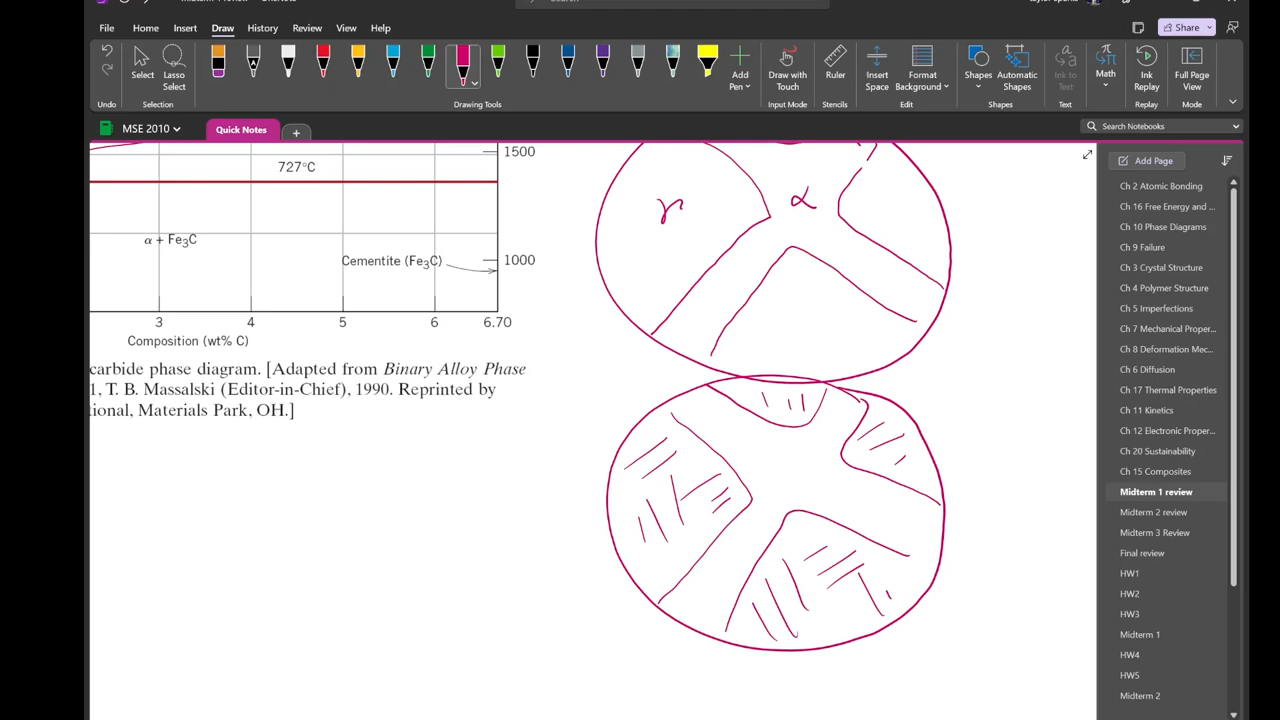 File Home Insert Draw History Review View Help
Share
Select
Lasso Select
Add Pen
Draw with Touch
Ruler
Insert Space
Format Background
Shapes
Automatic Shapes
Ink to Text
Math
Ink Replay
Full Page View
Undo Selection Drawing Tools Input Mode Stencils Edit Shapes Text Replay Mode
MSE 2010
Quick Notes
+
Search Notebooks
Add Page
Ch 2 Atomic Bonding
Ch 16 Free Energy and ...
Ch 10 Phase Diagrams
Ch 9 Failure
Ch 3 Crystal Structure
Ch 4 Polymer Structure
Ch 5 Imperfections
Ch 7 Mechanical Proper...
Ch 8 Deformation Mec...
Ch 6 Diffusion
Ch 17 Thermal Properties
Ch 11 Kinetics
Ch 12 Electronic Propert...
Ch 20 Sustainability
Ch 15 Composites
Midterm 1 review
Midterm 2 review
Midterm 3 Review
Final review
HW1
HW2
HW3
Midterm 1
HW4
HW5
Midterm 2
1500
727°C
α + Fe₃C
Cementite (Fe₃C)
1000
3 4 5 6 6.70
Composition (wt% C)
carbide phase diagram. [Adapted from Binary Alloy Phase
1, T. B. Massalski (Editor-in-Chief), 1990. Reprinted by
tional, Materials Park, OH.]
γ
α